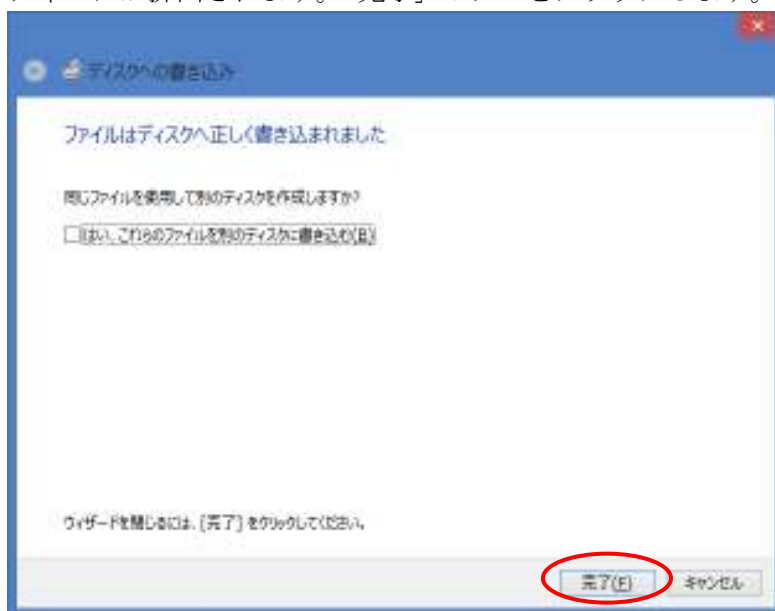 ディスクへの書き込み
ファイルはディスクへ正しく書き込まれました
同じファイルを使用して別のディスクを作成しますか?
はい、これらのファイルを別のディスクに書き込む(B)
ウィザードを閉じるには、[完了] をクリックしてください。
完了(F) キャンセル